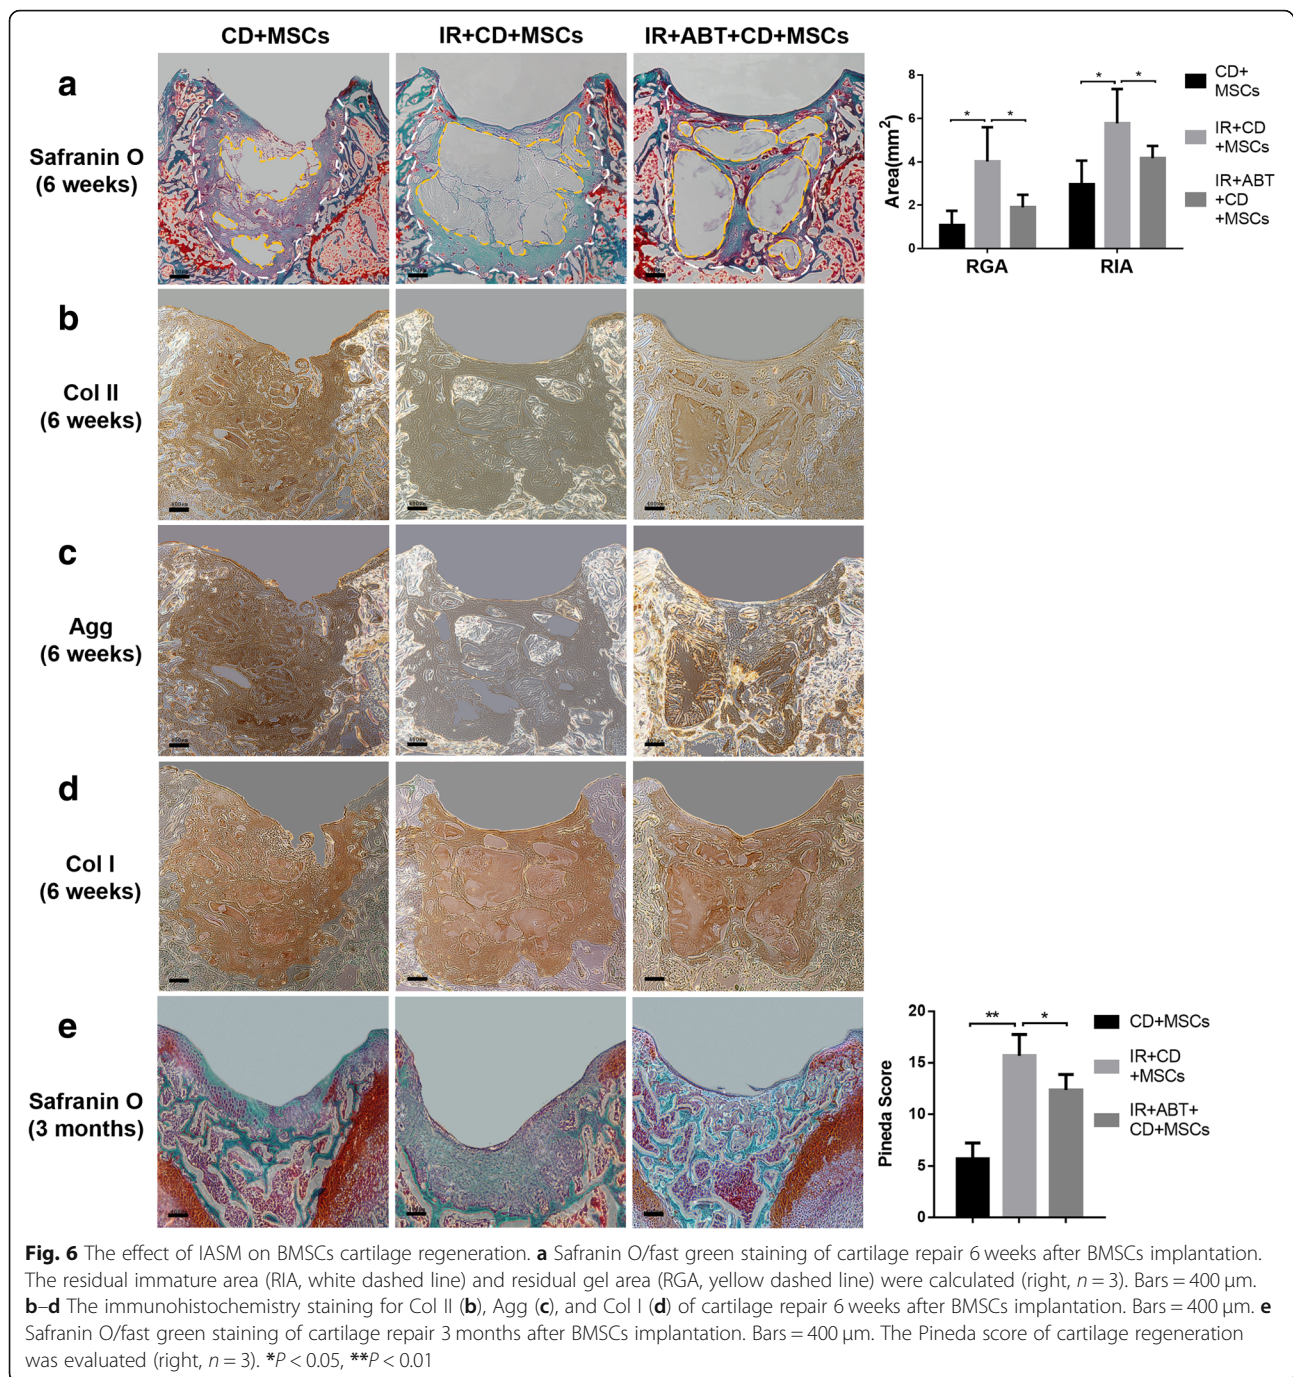 CD+MSCs IR+CD+MSCs IR+ABT+CD+MSCs
a
Safranin O
(6 weeks)
Area(mm²)
8
6
4
2
0
* * * *
RGA RIA
CD+
MSCs
IR+CD
+MSCs
IR+ABT
+CD
+MSCs
b
Col II
(6 weeks)
c
Agg
(6 weeks)
d
Col I
(6 weeks)
e
Safranin O
(3 months)
Pineda Score
20
15
10
5
0
** *
CD+MSCs
IR+CD
+MSCs
IR+ABT+
CD+MSCs
Fig. 6 The effect of IASM on BMSCs cartilage regeneration. a Safranin O/fast green staining of cartilage repair 6 weeks after BMSCs implantation.
The residual immature area (RIA, white dashed line) and residual gel area (RGA, yellow dashed line) were calculated (right, n = 3). Bars = 400 μm.
b–d The immunohistochemistry staining for Col II (b), Agg (c), and Col I (d) of cartilage repair 6 weeks after BMSCs implantation. Bars = 400 μm. e
Safranin O/fast green staining of cartilage repair 3 months after BMSCs implantation. Bars = 400 μm. The Pineda score of cartilage regeneration
was evaluated (right, n = 3). *P < 0.05, **P < 0.01